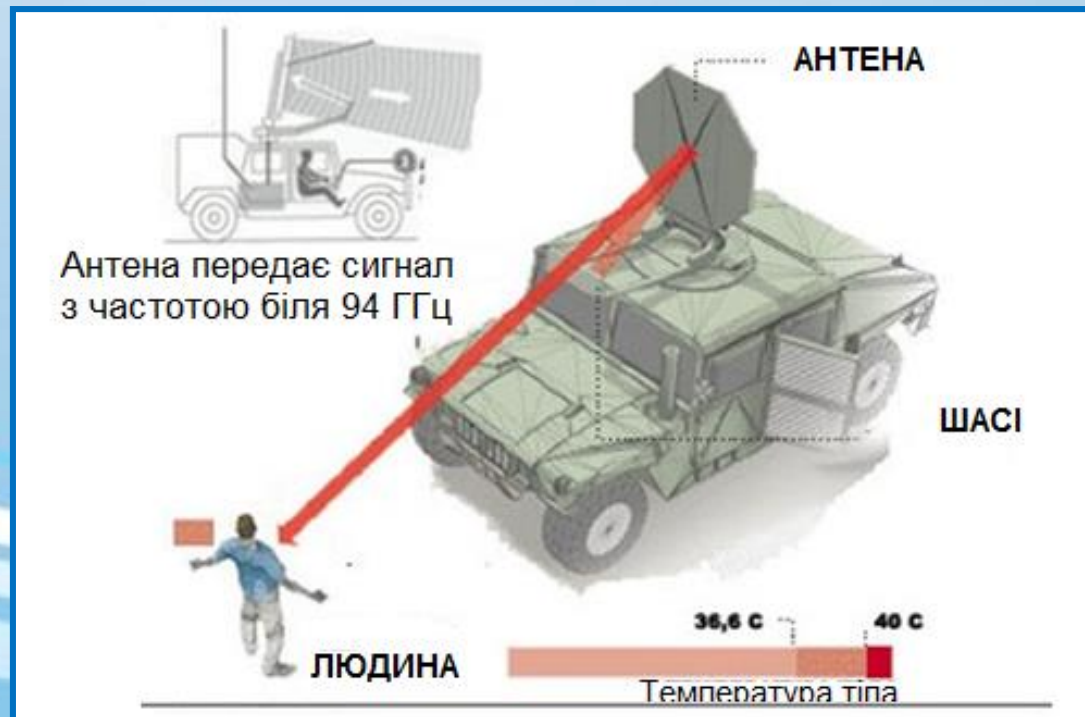 АНТЕНА
Антена передає сигнал
з частотою біля 94 ГГц
ШАСІ
36,6 С 40 С
ЛЮДИНА
Температура тіла